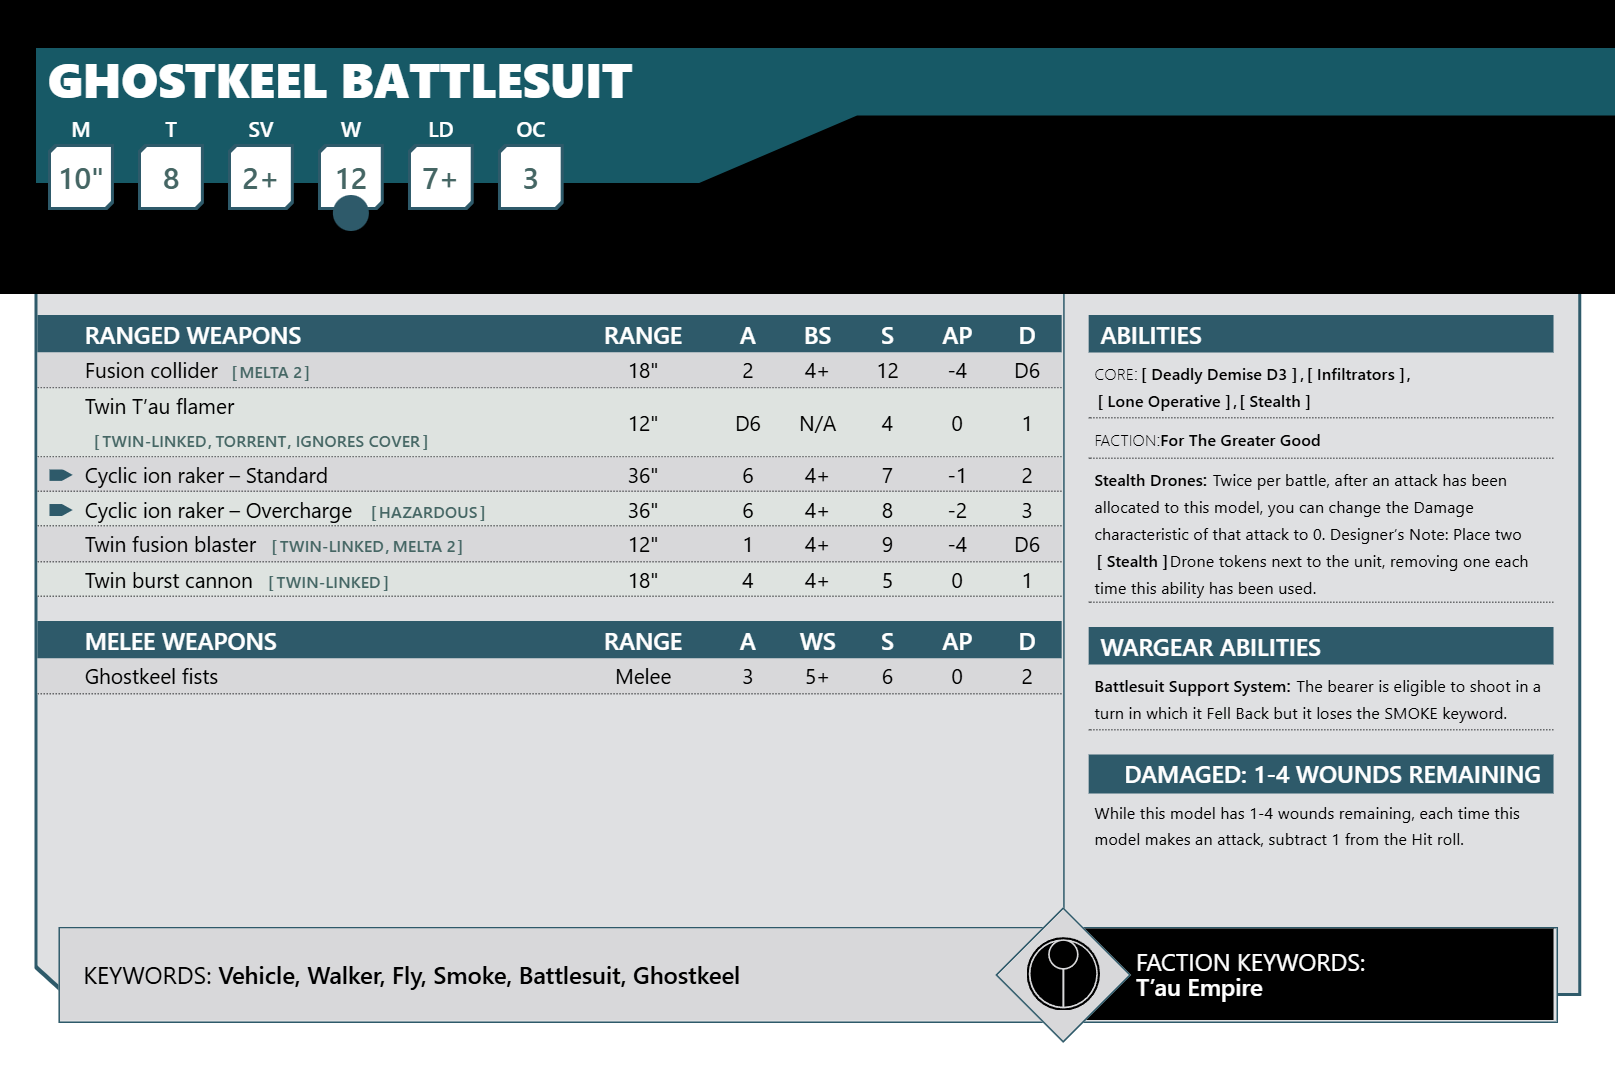 GHOSTKEEL BATTLESUIT
M T SV W LD OC
10" 8 2+ 12 7+ 3
RANGED WEAPONS RANGE A BS S AP D
Fusion collider [MELTA 2] 18" 2 4+ 12 -4 D6
Twin T’au flamer
[TWIN-LINKED, TORRENT, IGNORES COVER] 12" D6 N/A 4 0 1
Cyclic ion raker – Standard 36" 6 4+ 7 -1 2
Cyclic ion raker – Overcharge [HAZARDOUS] 36" 6 4+ 8 -2 3
Twin fusion blaster [TWIN-LINKED, MELTA 2] 12" 1 4+ 9 -4 D6
Twin burst cannon [TWIN-LINKED] 18" 4 4+ 5 0 1
MELEE WEAPONS RANGE A WS S AP D
Ghostkeel fists Melee 3 5+ 6 0 2
ABILITIES
CORE: [ Deadly Demise D3 ] , [ Infiltrators ] ,
[ Lone Operative ] , [ Stealth ]
FACTION:For The Greater Good
Stealth Drones: Twice per battle, after an attack has been
allocated to this model, you can change the Damage
characteristic of that attack to 0. Designer’s Note: Place two
[ Stealth ]Drone tokens next to the unit, removing one each
time this ability has been used.
WARGEAR ABILITIES
Battlesuit Support System: The bearer is eligible to shoot in a
turn in which it Fell Back but it loses the SMOKE keyword.
DAMAGED: 1-4 WOUNDS REMAINING
While this model has 1-4 wounds remaining, each time this
model makes an attack, subtract 1 from the Hit roll.
KEYWORDS: Vehicle, Walker, Fly, Smoke, Battlesuit, Ghostkeel
FACTION KEYWORDS:
T’au Empire